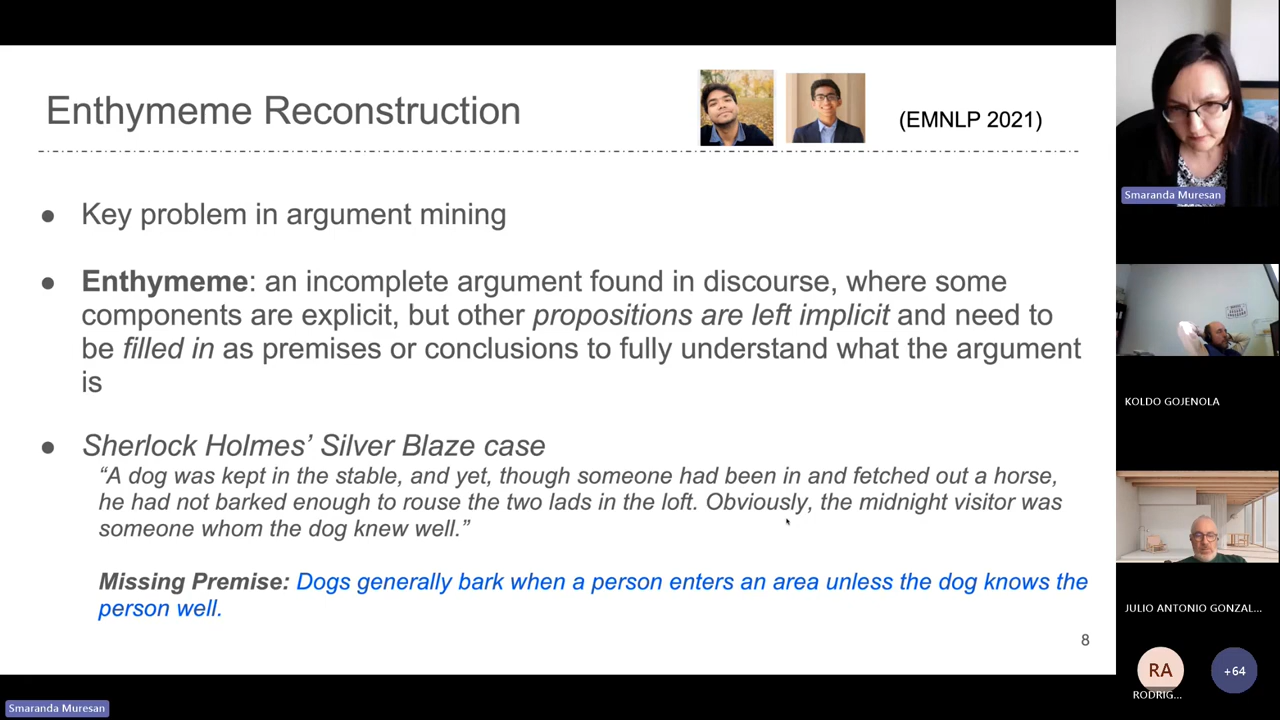 Enthymeme Reconstruction
(EMNLP 2021)
● Key problem in argument mining
● Enthymeme: an incomplete argument found in discourse, where some
components are explicit, but other propositions are left implicit and need to
be filled in as premises or conclusions to fully understand what the argument
is
● Sherlock Holmes’ Silver Blaze case
“A dog was kept in the stable, and yet, though someone had been in and fetched out a horse,
he had not barked enough to rouse the two lads in the loft. Obviously, the midnight visitor was
someone whom the dog knew well.”
Missing Premise: Dogs generally bark when a person enters an area unless the dog knows the
person well.
8
Smaranda Muresan
KOLDO GOJENOLA
JULIO ANTONIO GONZAL...
RA
RODRIG...
+64
Smaranda Muresan